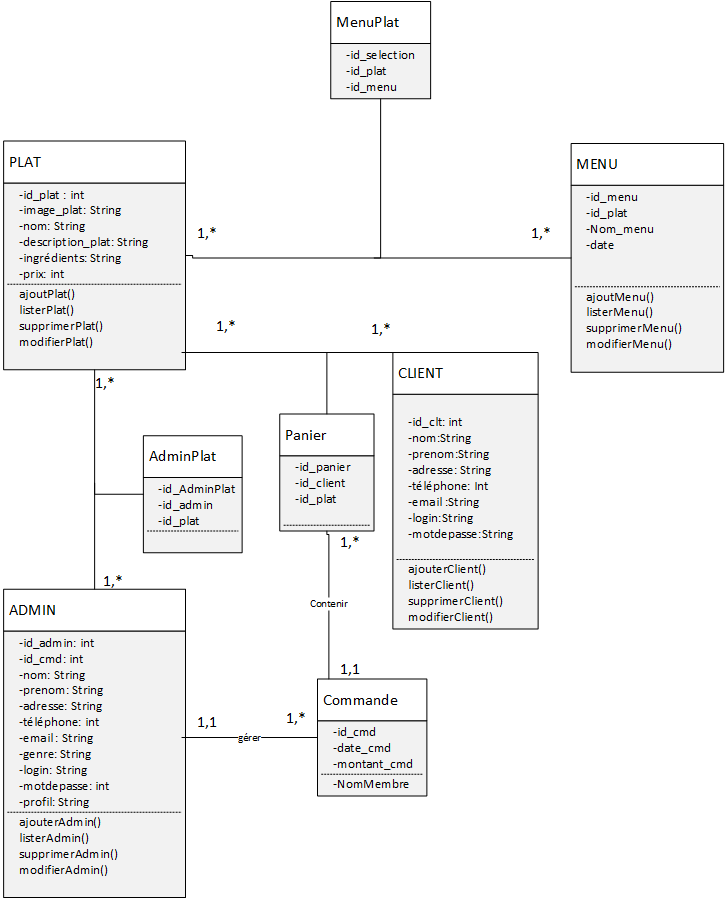 MenuPlat
-id_selection
-id_plat
-id_menu
PLAT
-id_plat : int
-image_plat: String
-nom: String
-description_plat: String
-ingrédients: String
-prix: int
ajoutPlat()
listerPlat()
supprimerPlat()
modifierPlat()
1,*
1,*
MENU
-id_menu
-id_plat
-Nom_menu
-date
ajoutMenu()
listerMenu()
supprimerMenu()
modifierMenu()
1,*
1,*
CLIENT
-id_clt: int
-nom:String
-prenom:String
-adresse: String
-téléphone: Int
-email :String
-login:String
-motdepasse:String
ajouterClient()
listerClient()
supprimerClient()
modifierClient()
1,*
AdminPlat
-id_AdminPlat
-id_admin
-id_plat
Panier
-id_panier
-id_client
-id_plat
1,*
Contenir
1,1
1,*
ADMIN
-id_admin: int
-id_cmd: int
-nom: String
-prenom: String
-adresse: String
-téléphone: int
-email: String
-genre: String
-login: String
-motdepasse: int
-profil: String
ajouterAdmin()
listerAdmin()
supprimerAdmin()
modifierAdmin()
1,1
gérer
1,*
Commande
-id_cmd
-date_cmd
-montant_cmd
-NomMembre